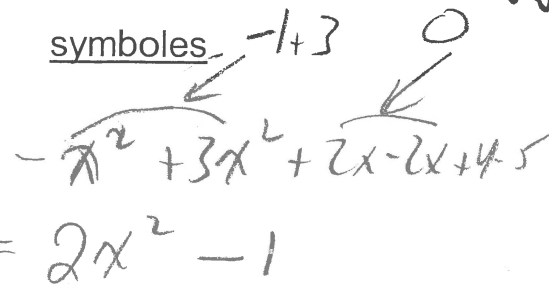 symboles -1+3 0
- x² + 3x² + 2x - 2x + 4 - 5
= 2x² - 1